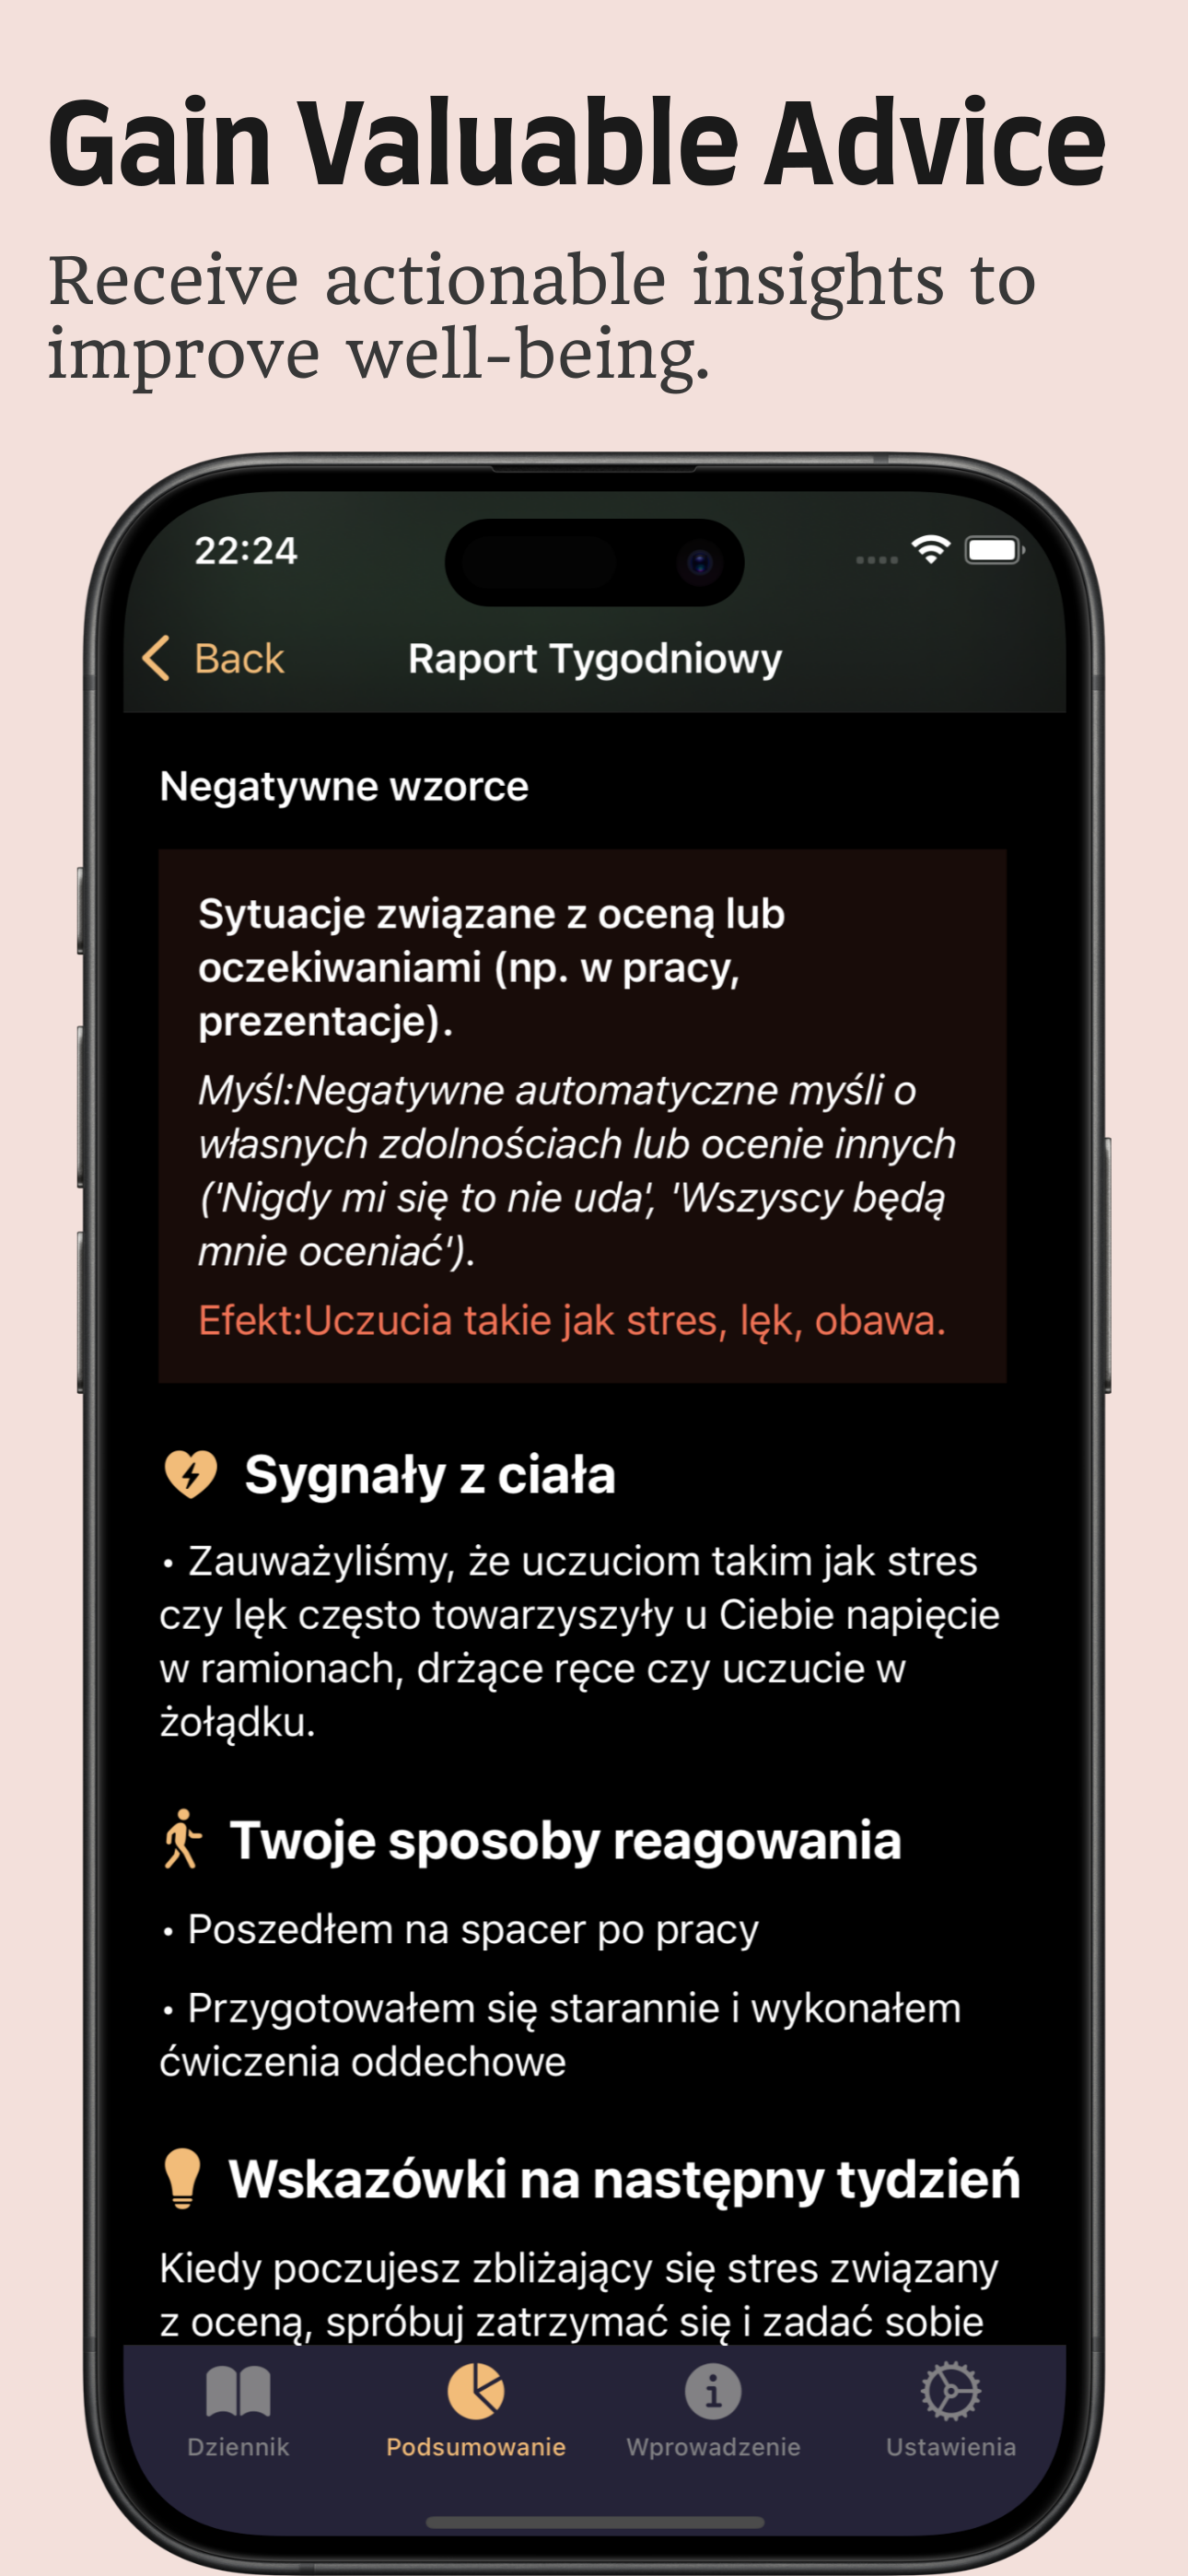 Gain Valuable Advice
Receive actionable insights to
improve well-being.
22:24
Back
Raport Tygodniowy
Negatywne wzorce
Sytuacje związane z oceną lub
oczekiwaniami (np. w pracy,
prezentacje).
Myśl:Negatywne automatyczne myśli o
własnych zdolnościach lub ocenie innych
('Nigdy mi się to nie uda', 'Wszyscy będą
mnie oceniać').
Efekt:Uczucia takie jak stres, lęk, obawa.
Sygnały z ciała
• Zauważyliśmy, że uczuciom takim jak stres
czy lęk często towarzyszyły u Ciebie napięcie
w ramionach, drżące ręce czy uczucie w
żołądku.
Twoje sposoby reagowania
• Poszedłem na spacer po pracy
• Przygotowałem się starannie i wykonałem
ćwiczenia oddechowe
Wskazówki na następny tydzień
Kiedy poczujesz zbliżający się stres związany
z oceną, spróbuj zatrzymać się i zadać sobie
Dziennik
Podsumowanie
Wprowadzenie
Ustawienia